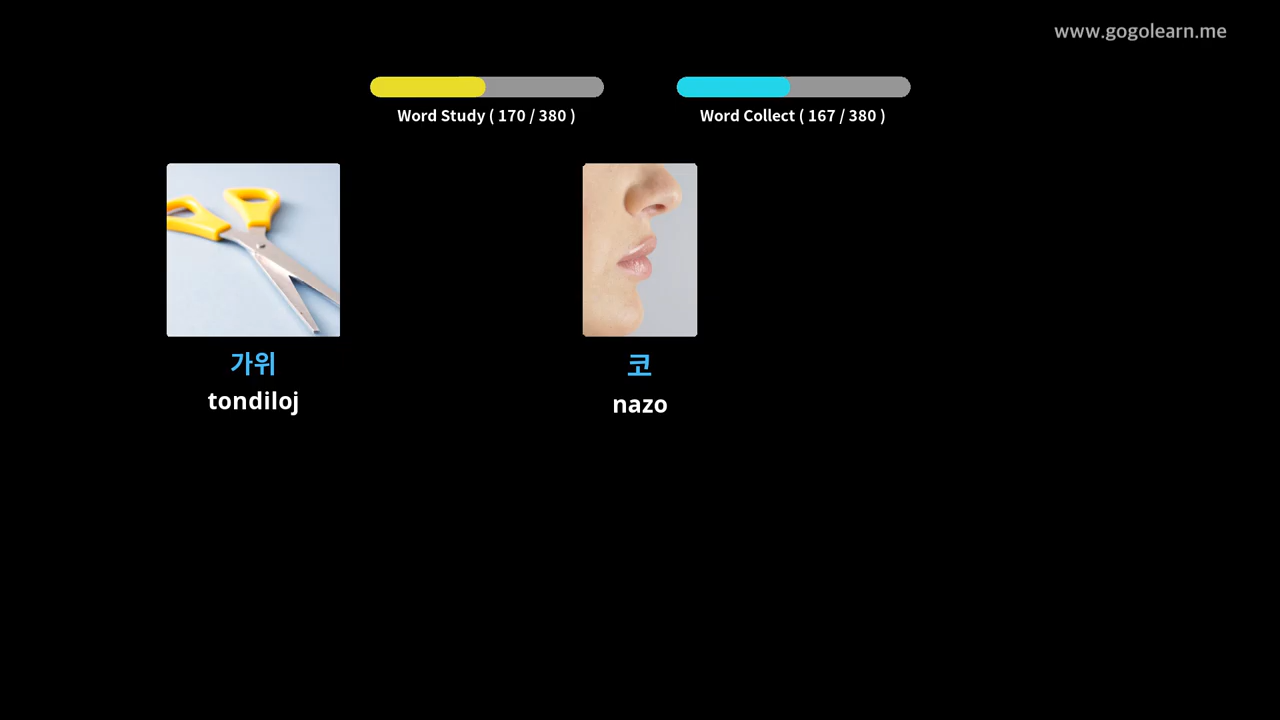 www.gogolearn.me
Word Study ( 170 / 380 )
Word Collect ( 167 / 380 )
가위
tondiloj
코
nazo